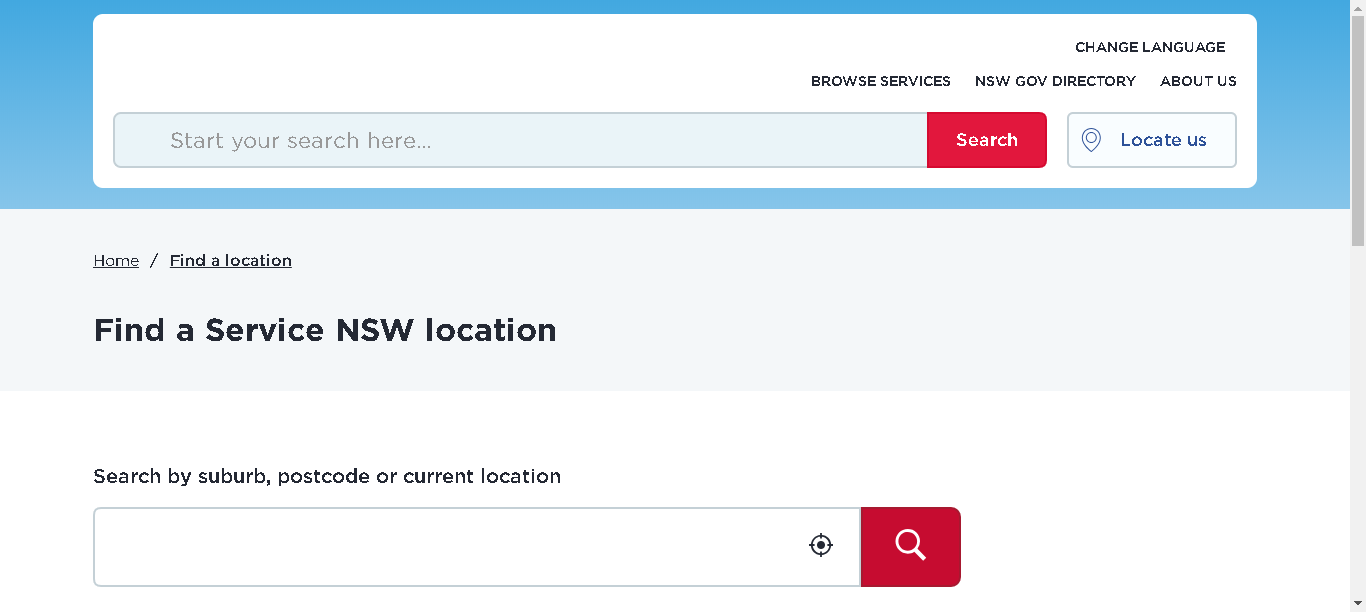 CHANGE LANGUAGE
BROWSE SERVICES NSW GOV DIRECTORY ABOUT US
Start your search here... Search Locate us
Home / Find a location
Find a Service NSW location
Search by suburb, postcode or current location